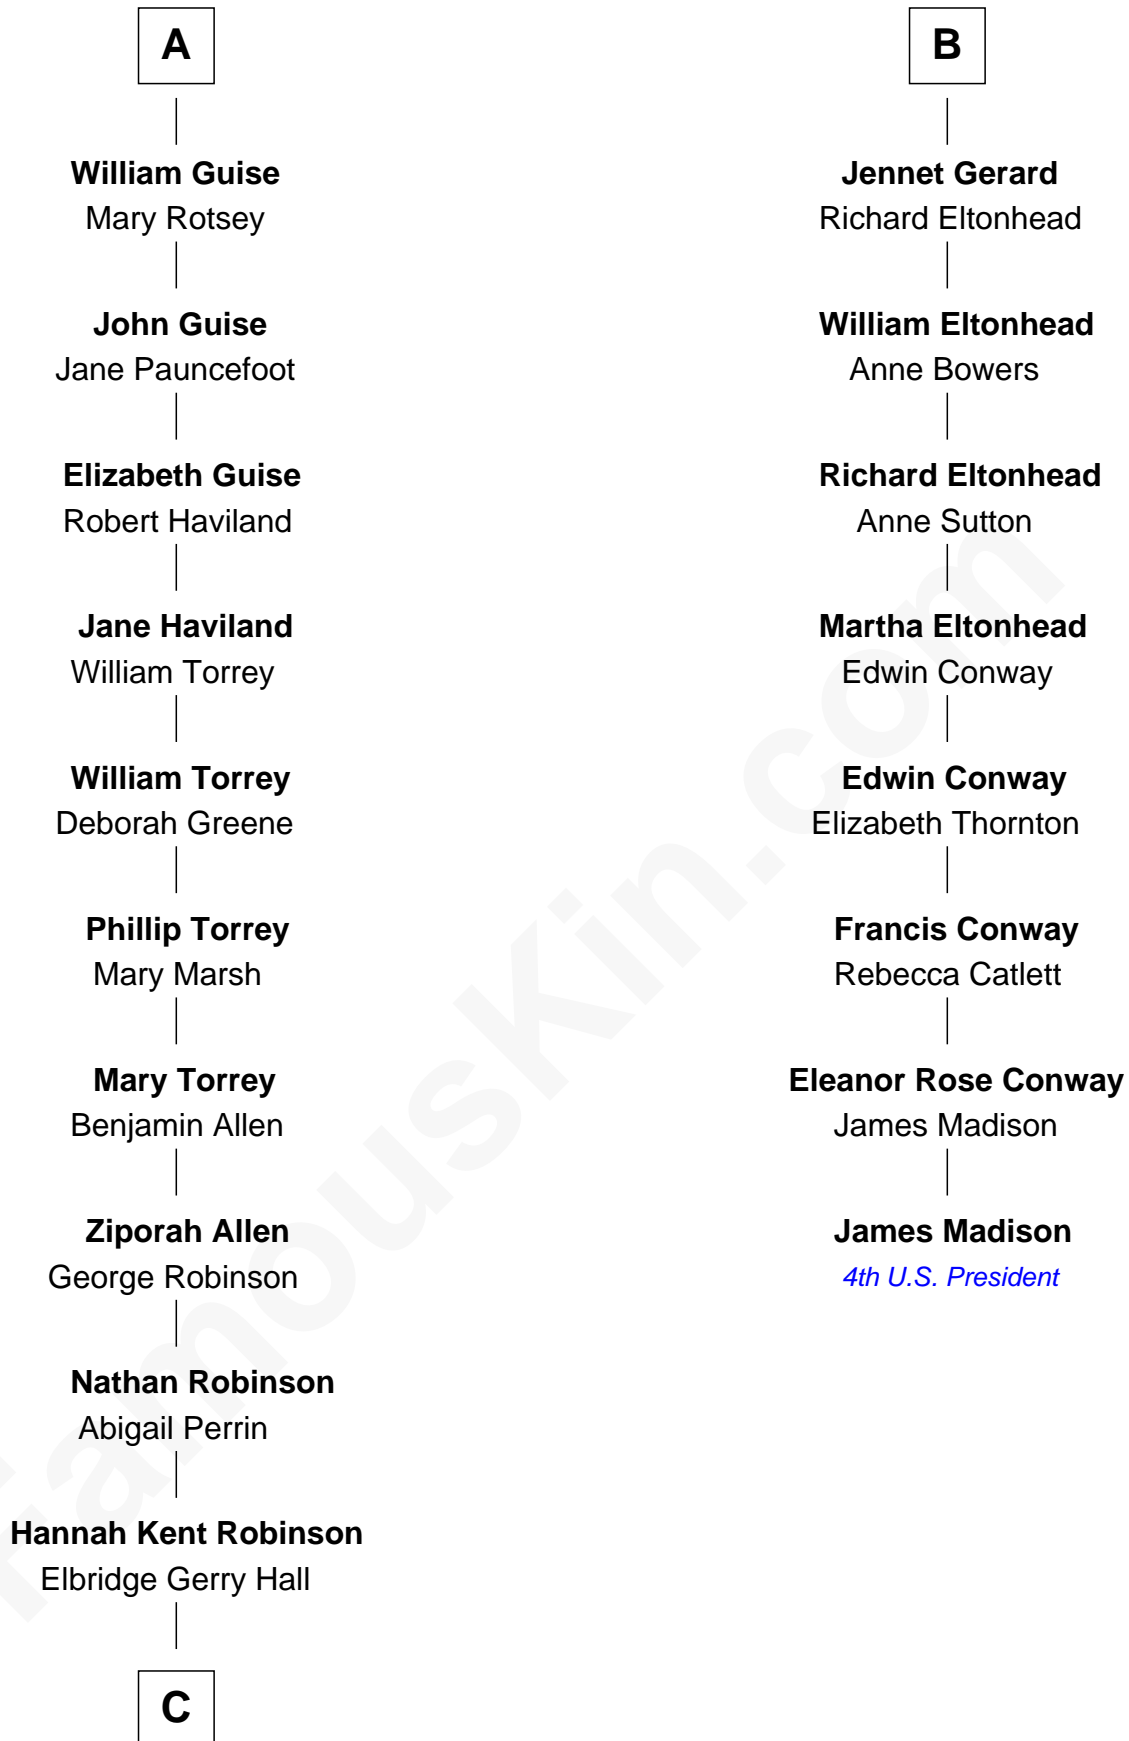 A
William Guise
Mary Rotsey
John Guise
Jane Pauncefoot
Elizabeth Guise
Robert Haviland
Jane Haviland
William Torrey
William Torrey
Deborah Greene
Phillip Torrey
Mary Marsh
Mary Torrey
Benjamin Allen
Ziporah Allen
George Robinson
Nathan Robinson
Abigail Perrin
Hannah Kent Robinson
Elbridge Gerry Hall
C
B
Jennet Gerard
Richard Eltonhead
William Eltonhead
Anne Bowers
Richard Eltonhead
Anne Sutton
Martha Eltonhead
Edwin Conway
Edwin Conway
Elizabeth Thornton
Francis Conway
Rebecca Catlett
Eleanor Rose Conway
James Madison
James Madison
4th U.S. President
FamousKin.com